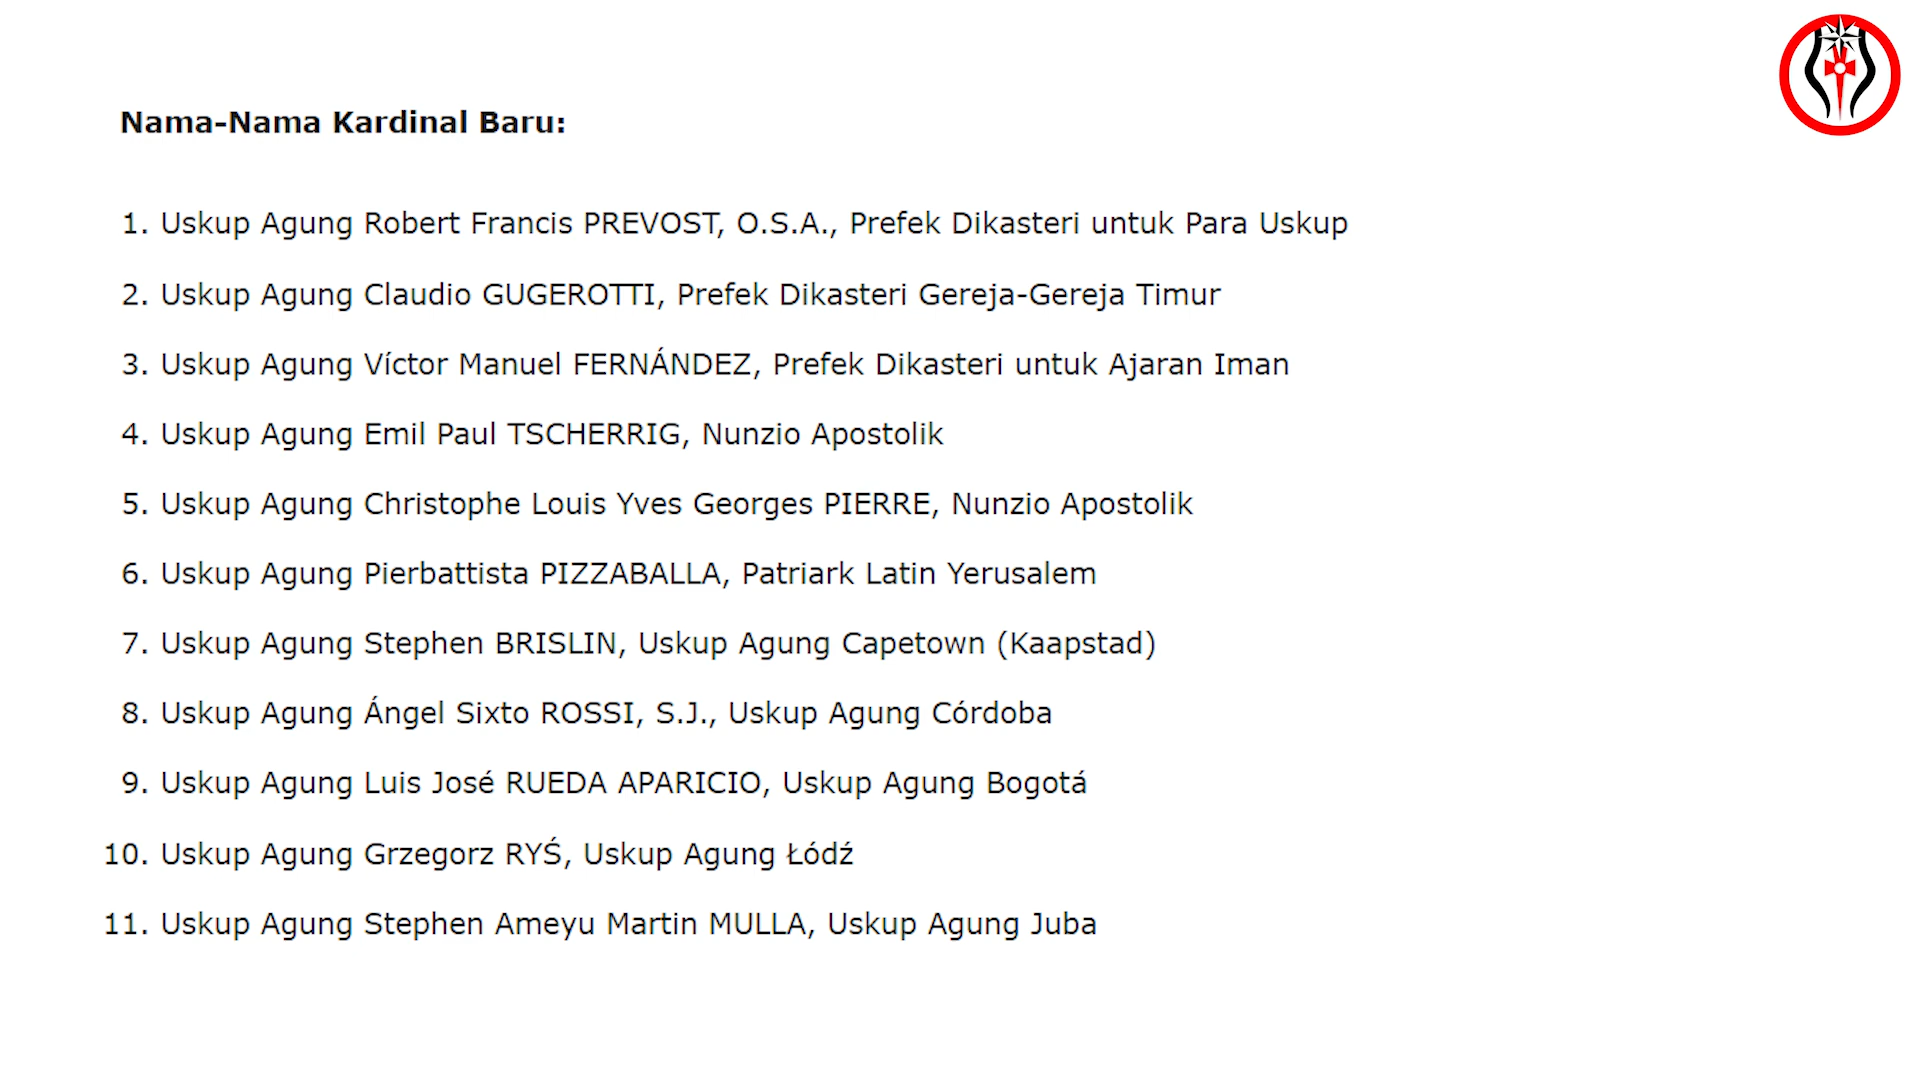 Nama-Nama Kardinal Baru:
1. Uskup Agung Robert Francis PREVOST, O.S.A., Prefek Dikasteri untuk Para Uskup
2. Uskup Agung Claudio GUGEROTTI, Prefek Dikasteri Gereja-Gereja Timur
3. Uskup Agung Víctor Manuel FERNÁNDEZ, Prefek Dikasteri untuk Ajaran Iman
4. Uskup Agung Emil Paul TSCHERRIG, Nunzio Apostolik
5. Uskup Agung Christophe Louis Yves Georges PIERRE, Nunzio Apostolik
6. Uskup Agung Pierbattista PIZZABALLA, Patriark Latin Yerusalem
7. Uskup Agung Stephen BRISLIN, Uskup Agung Capetown (Kaapstad)
8. Uskup Agung Ángel Sixto ROSSI, S.J., Uskup Agung Córdoba
9. Uskup Agung Luis José RUEDA APARICIO, Uskup Agung Bogotá
10. Uskup Agung Grzegorz RYŚ, Uskup Agung Łódź
11. Uskup Agung Stephen Ameyu Martin MULLA, Uskup Agung Juba